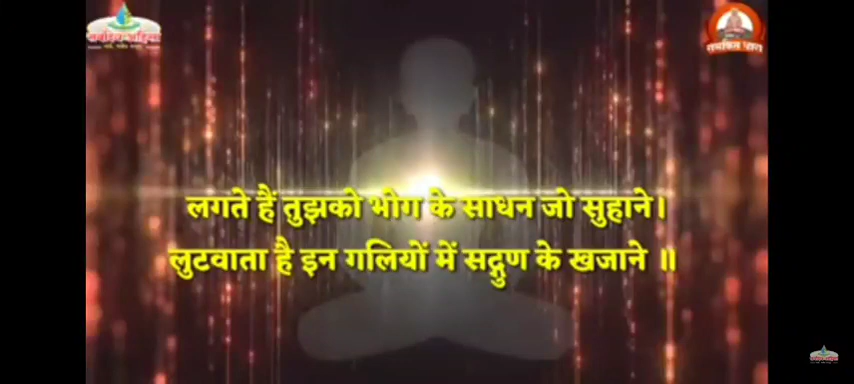 लगते हैं तुझको भोग के साधन जो सुहाने।
लुटवाता है इन गलियों में सद्गुण के खजाने ॥